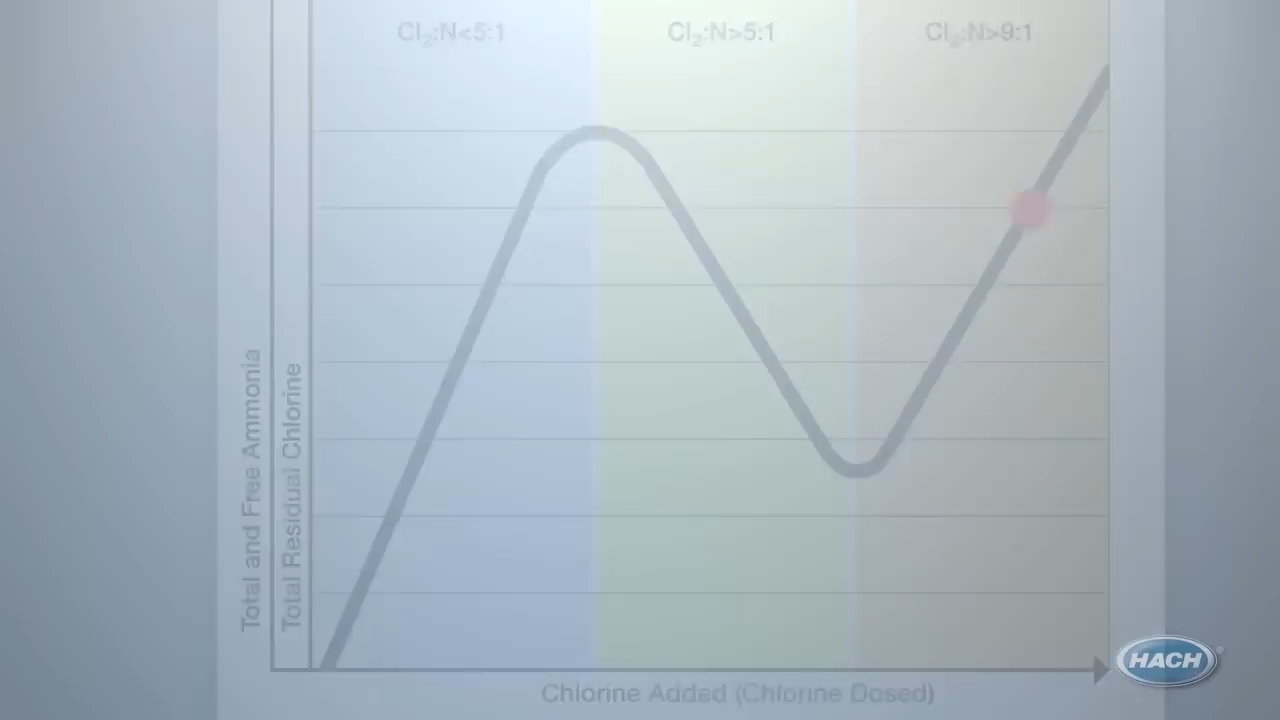 Cl₂:N<5:1
Cl₂:N>5:1
Cl₂:N>9:1
Total and Free Ammonia
Total Residual Chlorine
Chlorine Added (Chlorine Dosed)
HACH®